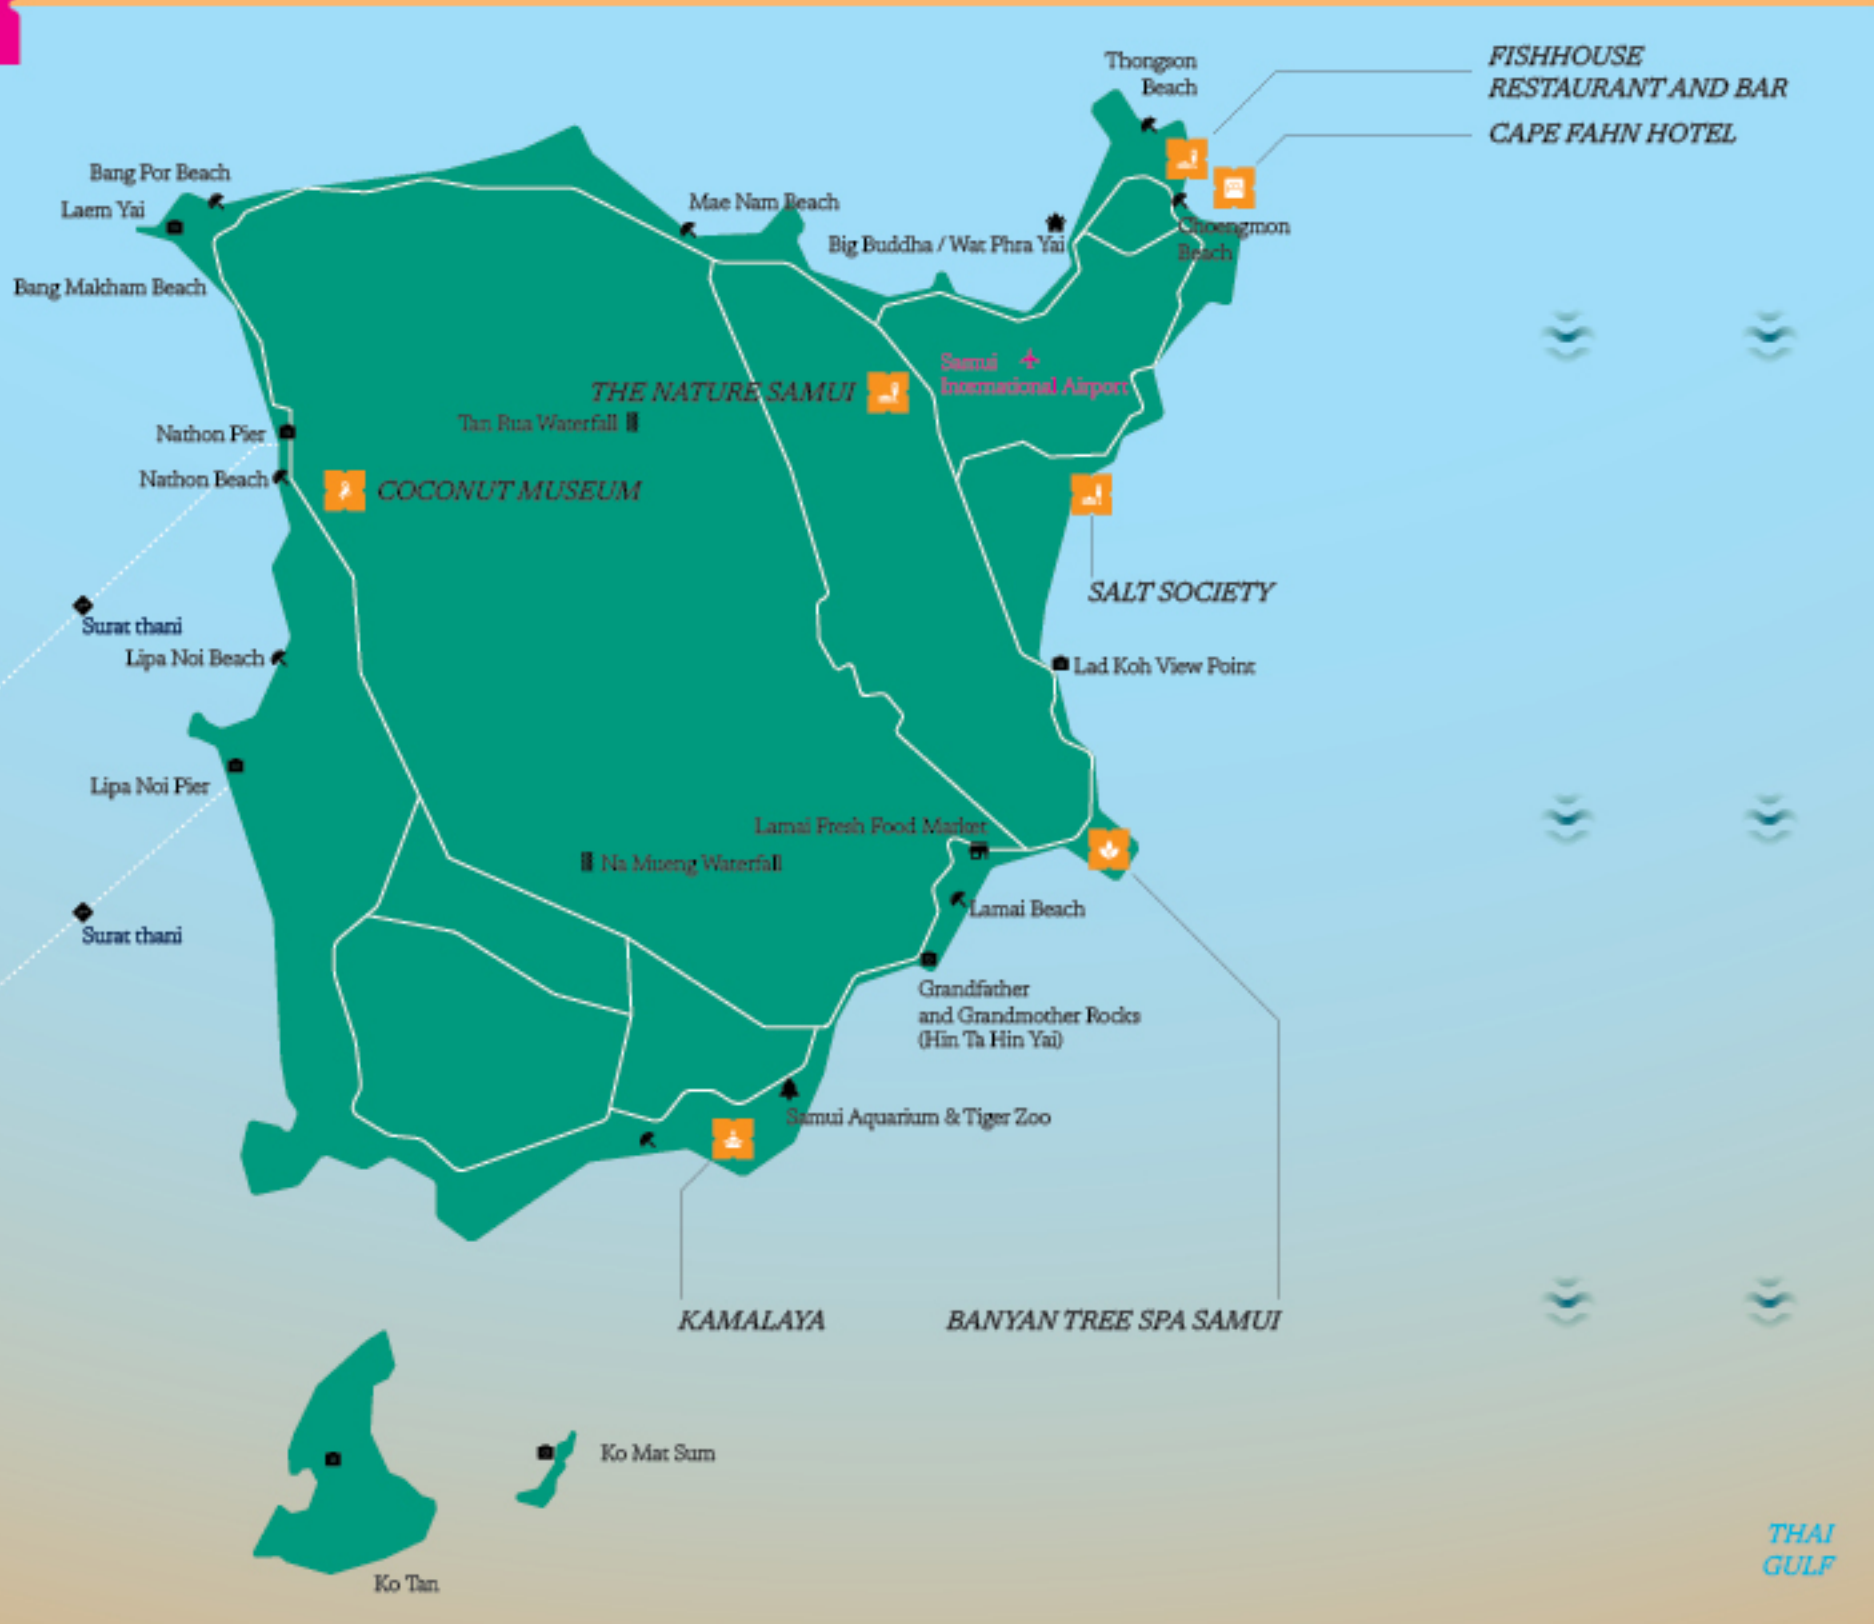 Thongson
Beach
FISHHOUSE
RESTAURANT AND BAR
CAPE FAHN HOTEL
Bang Por Beach
Laem Yai
Mae Nam Beach
Big Buddha / Wat Phra Yai
Choengmon
Beach
Bang Makham Beach
Samui
International Airport
THE NATURE SAMUI
Tan Rua Waterfall
Nathon Pier
Nathon Beach
COCONUT MUSEUM
SALT SOCIETY
Surat thani
Lipa Noi Beach
Lad Koh View Point
Lipa Noi Pier
Lamai Fresh Food Market
Na Mueng Waterfall
Lamai Beach
Surat thani
Grandfather
and Grandmother Rocks
(Hin Ta Hin Yai)
Samui Aquarium & Tiger Zoo
KAMALAYA
BANYAN TREE SPA SAMUI
Ko Mat Sum
Ko Tan
THAI
GULF